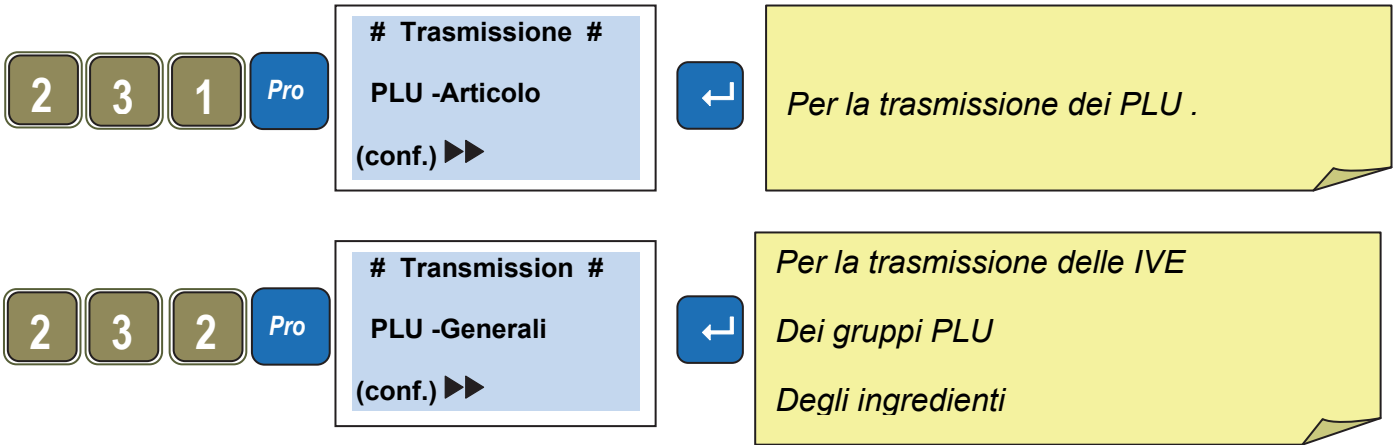 2 3 1 Pro
# Trasmissione #
PLU -Articolo
(conf.) ▶▶
↵
Per la trasmissione dei PLU .
2 3 2 Pro
# Transmission #
PLU -Generali
(conf.) ▶▶
↵
Per la trasmissione delle IVE
Dei gruppi PLU
Degli ingredienti